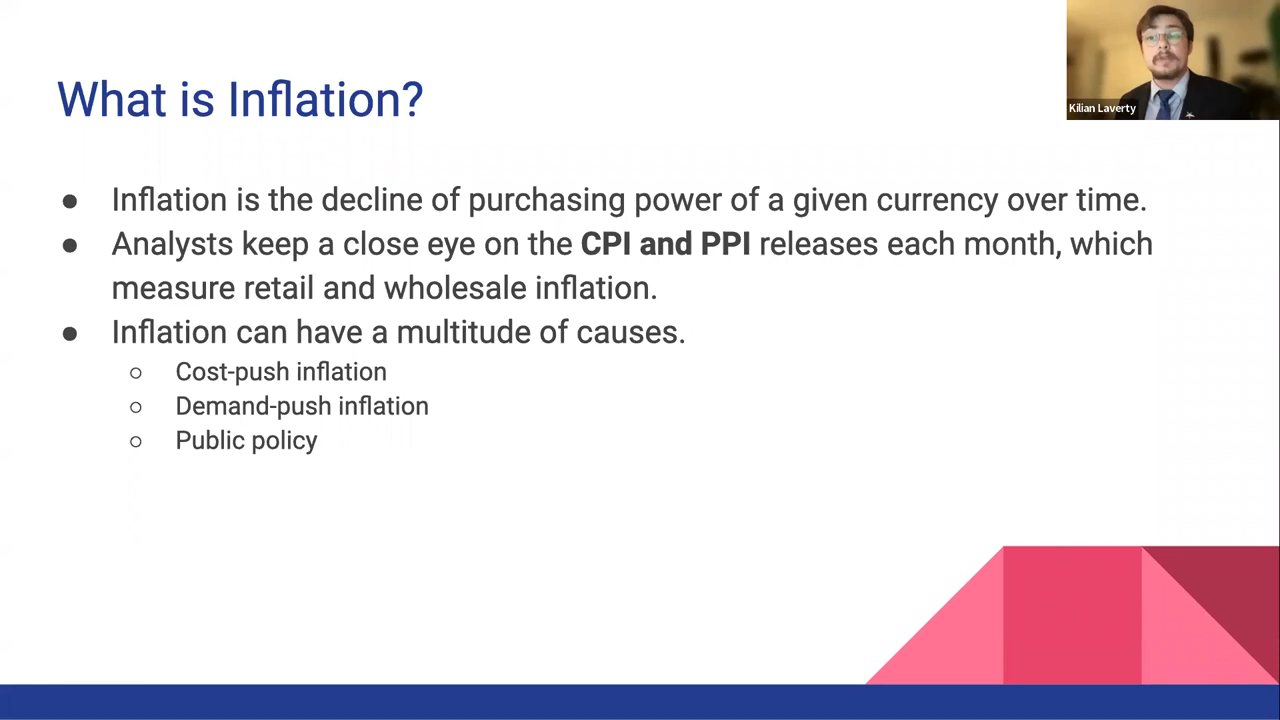 What is Inflation?
Kilian Laverty
● Inflation is the decline of purchasing power of a given currency over time.
● Analysts keep a close eye on the CPI and PPI releases each month, which
measure retail and wholesale inflation.
● Inflation can have a multitude of causes.
○ Cost-push inflation
○ Demand-push inflation
○ Public policy